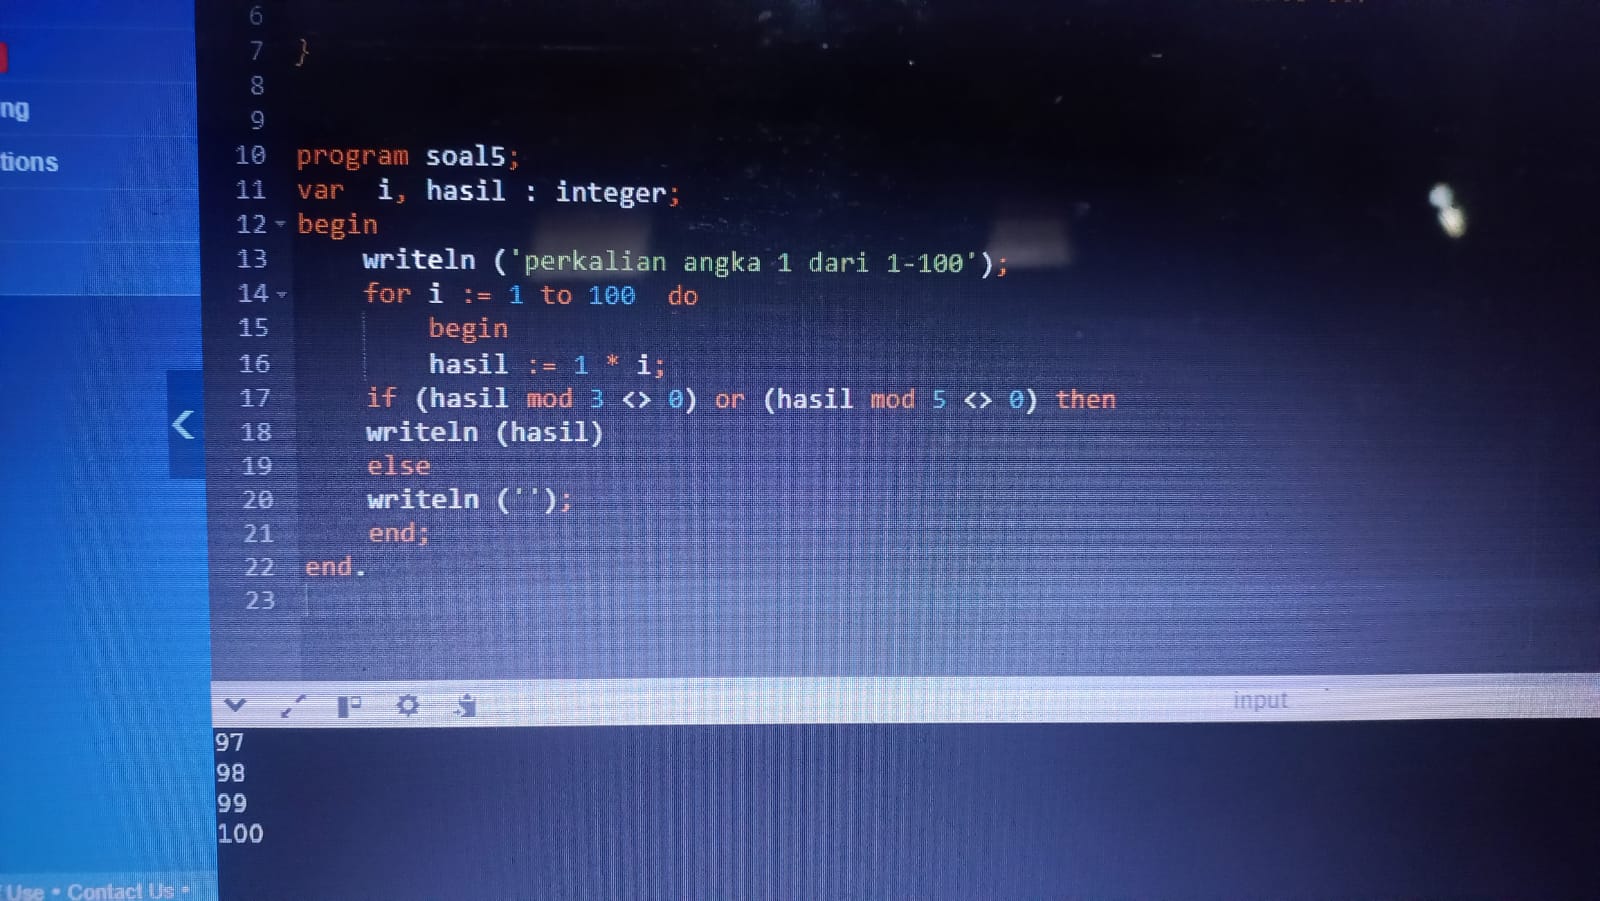 6
7 }
8
9
10 program soal5;
11 var i, hasil : integer;
12 begin
13 writeln ('perkalian angka 1 dari 1-100');
14 for i := 1 to 100 do
15 begin
16 hasil := 1 * i;
17 if (hasil mod 3 <> 0) or (hasil mod 5 <> 0) then
18 writeln (hasil)
19 else
20 writeln ('');
21 end;
22 end.
23
ng
tions
input
97
98
99
100
Use • Contact Us •